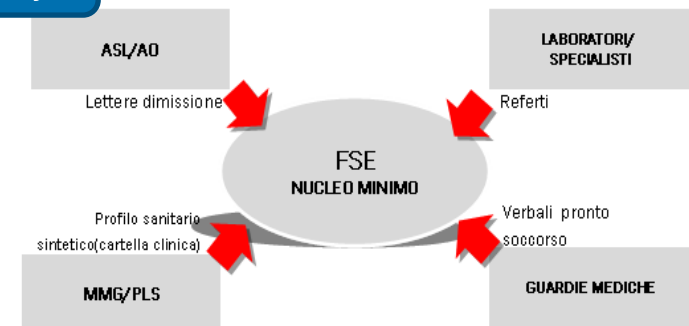 ASL/AO
LABORATORI/
SPECIALISTI
Lettere dimissione
Referti
FSE
NUCLEO MINIMO
Profilo sanitario
sintetico(cartella clinica)
Verbali pronto
soccorso
MMG/PLS
GUARDIE MEDICHE